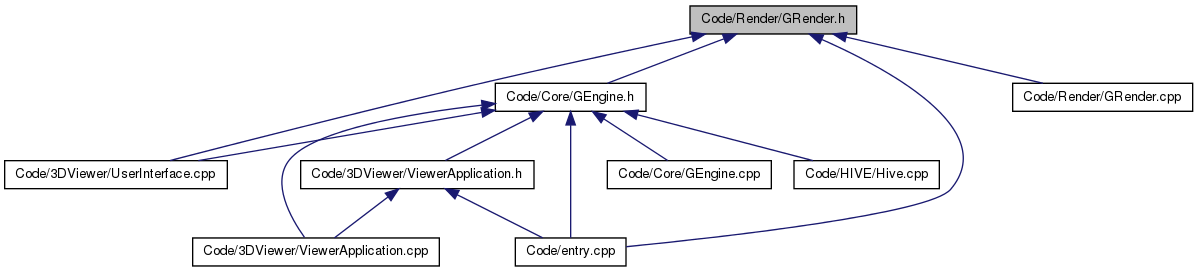 Code/Render/GRender.h
Code/Core/GEngine.h
Code/Render/GRender.cpp
Code/3DViewer/UserInterface.cpp
Code/3DViewer/ViewerApplication.h
Code/Core/GEngine.cpp
Code/HIVE/Hive.cpp
Code/3DViewer/ViewerApplication.cpp
Code/entry.cpp